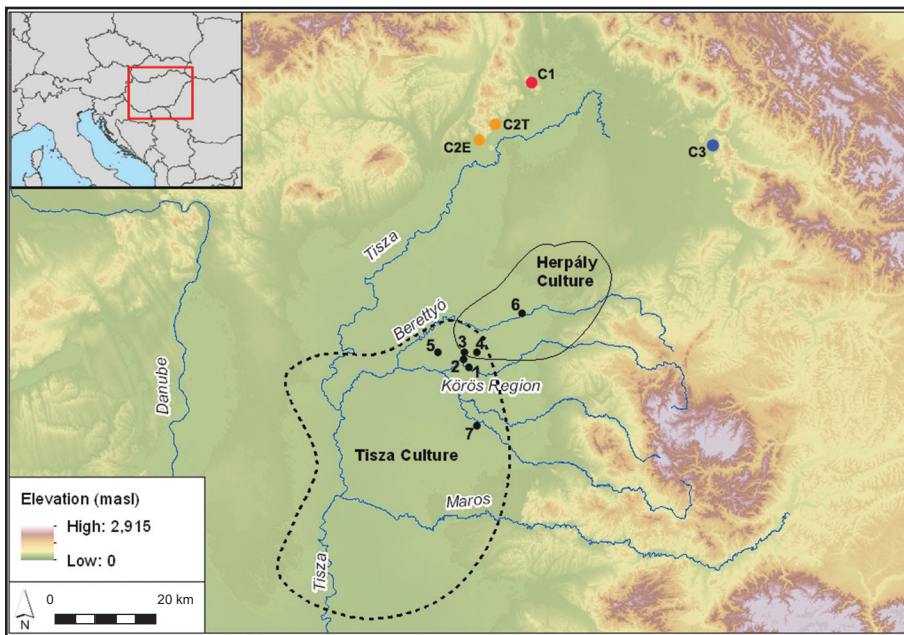 C1
C2T
C2E
C3
Tisza
Herpály
Culture
6
Berettyó
5
3
4
2
1
Körös Region
Danube
7
Tisza Culture
Maros
Tisza
Elevation (masl)
High: 2,915
Low: 0
N
0
20 km